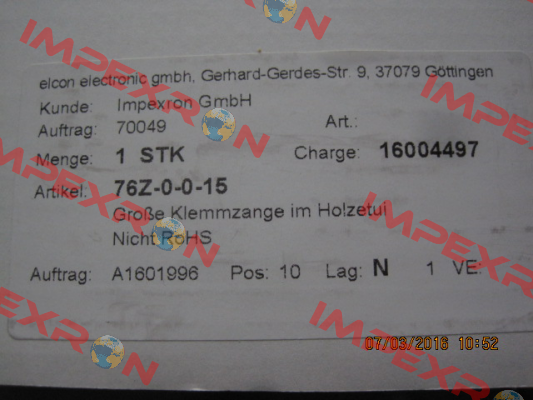 elcon electronic gmbh, Gerhard-Gerdes-Str. 9, 37079 Göttingen
Kunde: Impexron GmbH
Auftrag: 70049 Art.:
Menge: 1 STK Charge: 16004497
Artikel: 76Z-0-0-15
Große Klemmzange im Holzetui
Nicht RoHS
Auftrag: A1601996 Pos: 10 Lag: N 1 VE:
07/03/2016 10:52
IMPEXRON
IMPEXRON
IMPEXRON
IMPEXRON
IMPEXRON